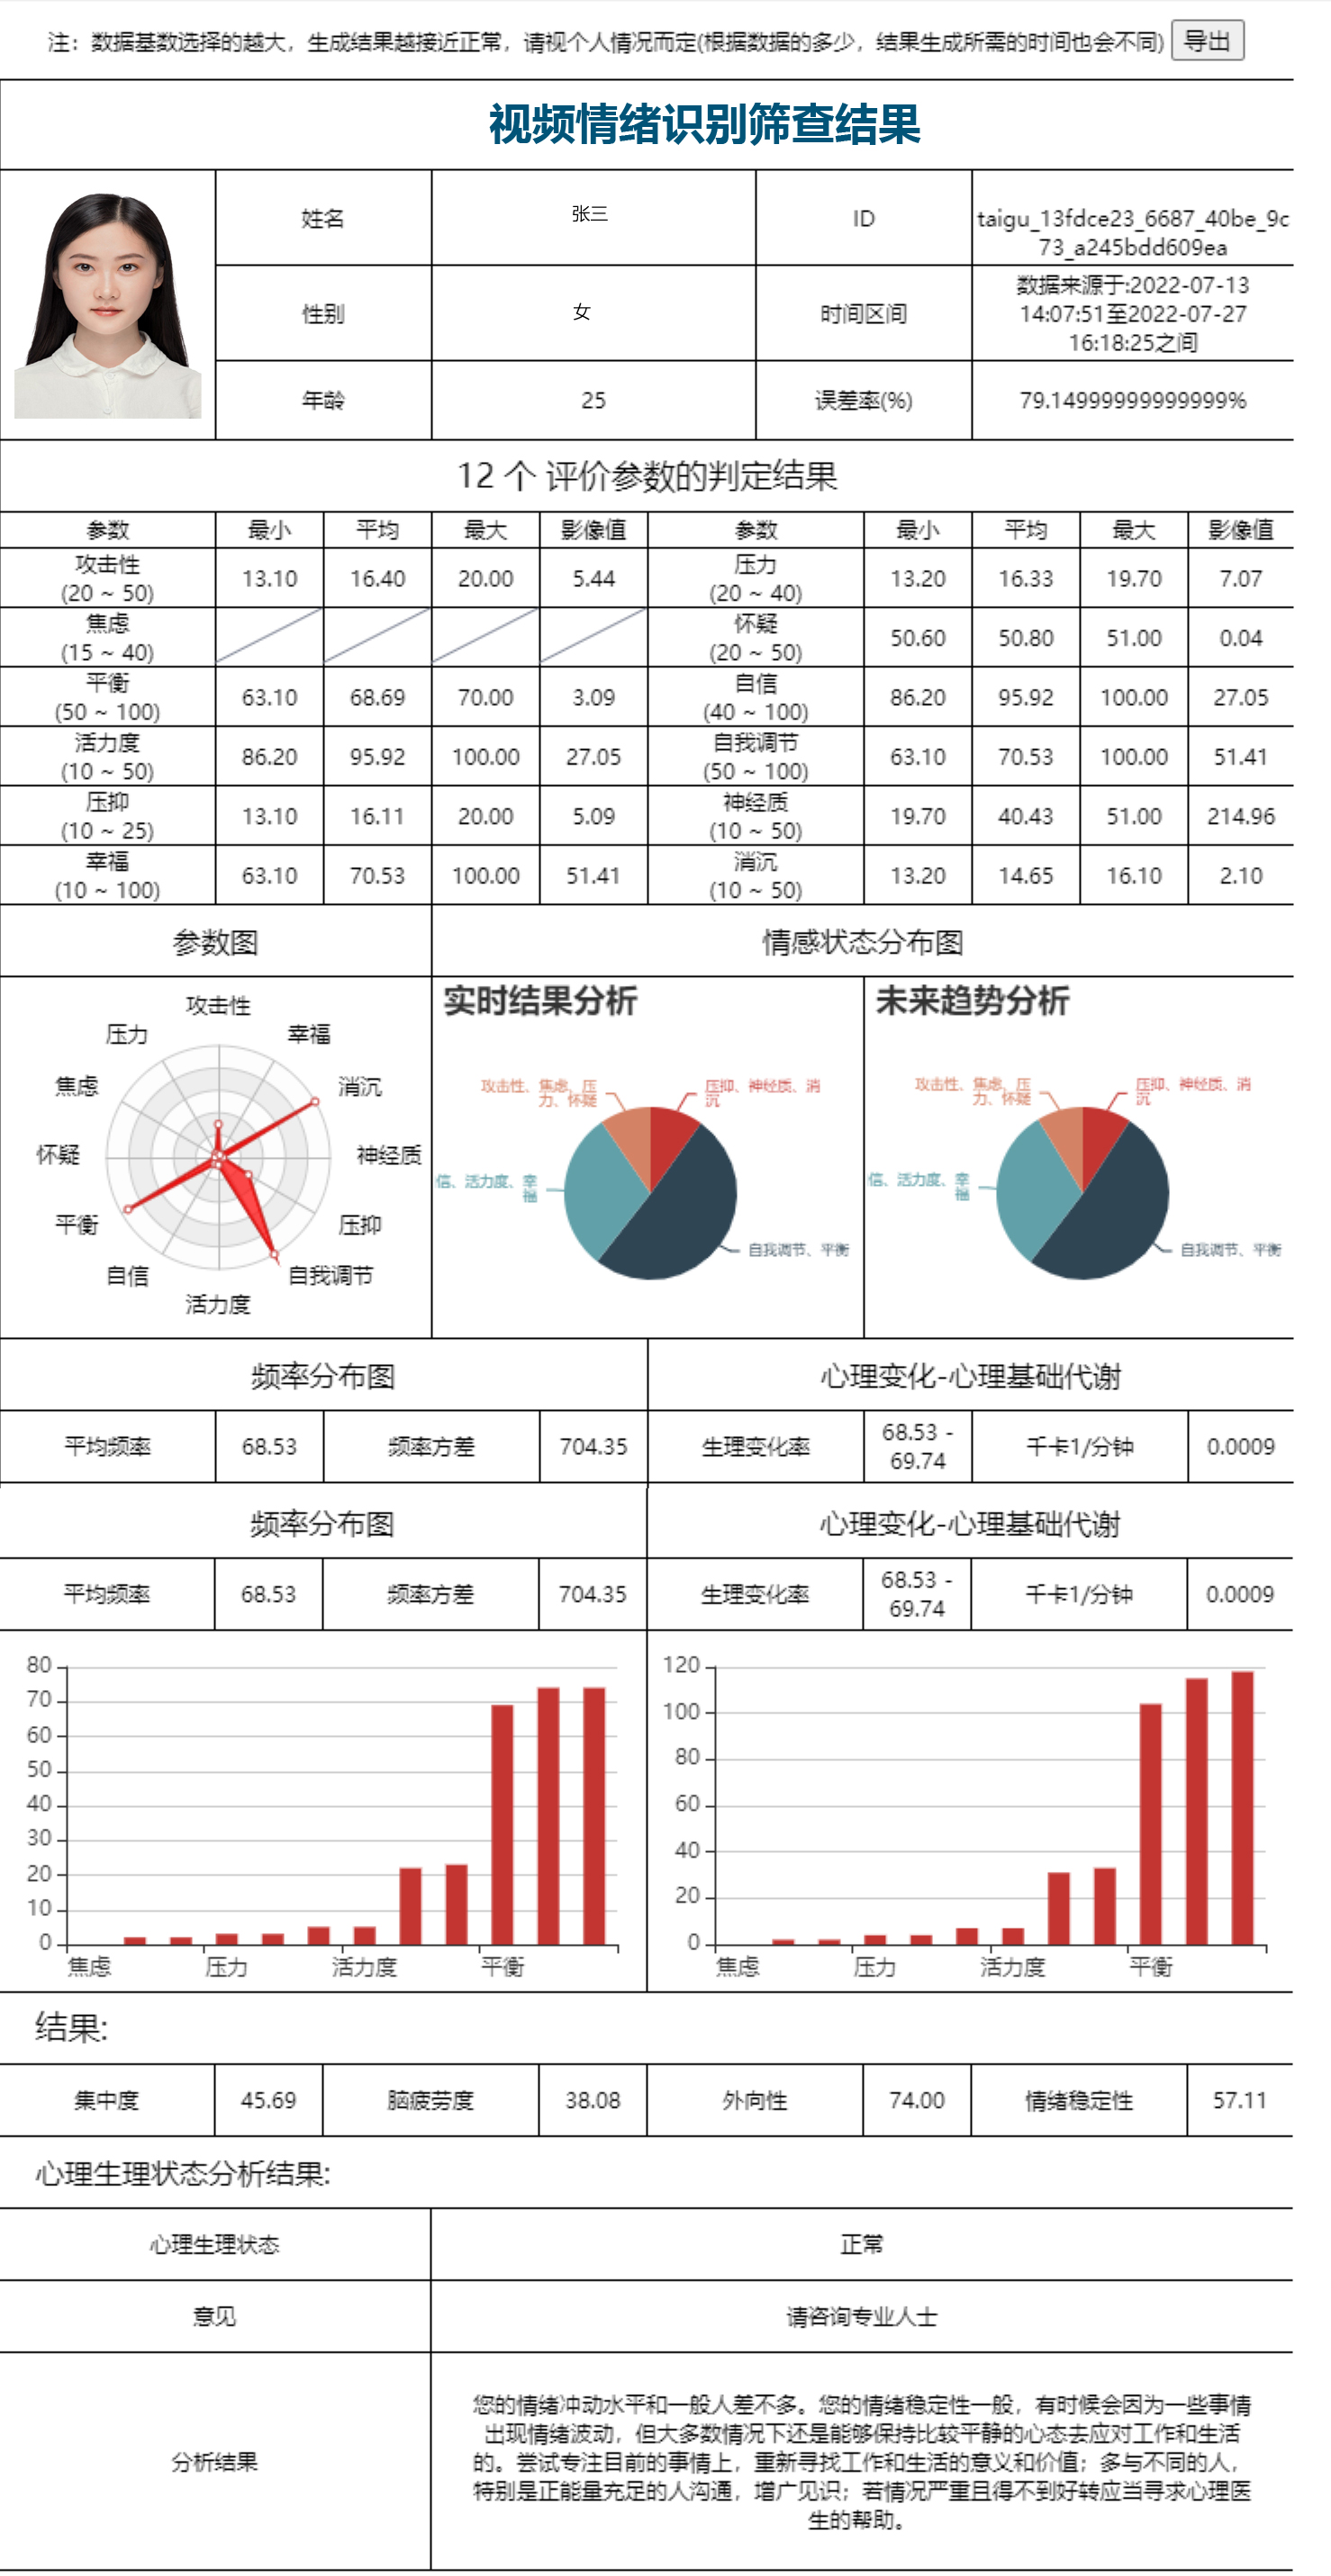 注：数据基数选择的越大，生成结果越接近正常，请视个人情况而定(根据数据的多少，结果生成所需的时间也会不同) 导出
视频情绪识别筛查结果
姓名 张三 ID taigu_13fdce23_6687_40be_9c
73_a245bdd609ea
性别 女 时间区间 数据来源于:2022-07-13
14:07:51至2022-07-27
16:18:25之间
年龄 25 误差率(%) 79.14999999999999%
12 个 评价参数的判定结果
参数 最小 平均 最大 影像值 参数 最小 平均 最大 影像值
攻击性
(20 ~ 50) 13.10 16.40 20.00 5.44 压力
(20 ~ 40) 13.20 16.33 19.70 7.07
焦虑
(15 ~ 40) 怀疑
(20 ~ 50) 50.60 50.80 51.00 0.04
平衡
(50 ~ 100) 63.10 68.69 70.00 3.09 自信
(40 ~ 100) 86.20 95.92 100.00 27.05
活力度
(10 ~ 50) 86.20 95.92 100.00 27.05 自我调节
(50 ~ 100) 63.10 70.53 100.00 51.41
压抑
(10 ~ 25) 13.10 16.11 20.00 5.09 神经质
(10 ~ 50) 19.70 40.43 51.00 214.96
幸福
(10 ~ 100) 63.10 70.53 100.00 51.41 消沉
(10 ~ 50) 13.20 14.65 16.10 2.10
参数图 情感状态分布图
攻击性
压力 幸福
焦虑 消沉
怀疑 神经质
平衡 压抑
自信 自我调节
活力度
实时结果分析
攻击性、焦虑、压
力、怀疑
压抑、神经质、消
沉
信、活力度、幸
福
自我调节、平衡
未来趋势分析
攻击性、焦虑、压
力、怀疑
压抑、神经质、消
沉
信、活力度、幸
福
自我调节、平衡
频率分布图 心理变化-心理基础代谢
平均频率 68.53 频率方差 704.35 生理变化率 68.53 -
69.74 千卡1/分钟 0.0009
频率分布图 心理变化-心理基础代谢
平均频率 68.53 频率方差 704.35 生理变化率 68.53 -
69.74 千卡1/分钟 0.0009
80
70
60
50
40
30
20
10
0
焦虑 压力 活力度 平衡
120
100
80
60
40
20
0
焦虑 压力 活力度 平衡
结果:
集中度 45.69 脑疲劳度 38.08 外向性 74.00 情绪稳定性 57.11
心理生理状态分析结果:
心理生理状态 正常
意见 请咨询专业人士
分析结果
您的情绪冲动水平和一般人差不多。您的情绪稳定性一般，有时候会因为一些事情
出现情绪波动，但大多数情况下还是能够保持比较平静的心态去应对工作和生活
的。尝试专注目前的事情上，重新寻找工作和生活的意义和价值；多与不同的人，
特别是正能量充足的人沟通，增广见识；若情况严重且得不到好转应当寻求心理医
生的帮助。